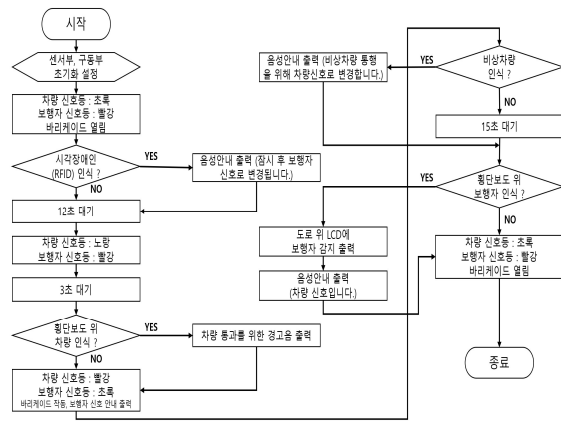 시작
센서부, 구동부
초기화 설정
차량 신호등 : 초록
보행자 신호등 : 빨강
바리케이드 열림
시각장애인
(RFID) 인식 ?
YES
음성안내 출력 (잠시 후 보행자
신호로 변경됩니다.)
NO
12초 대기
차량 신호등 : 노랑
보행자 신호등 : 빨강
3초 대기
횡단보도 위
차량 인식 ?
YES
차량 통과를 위한 경고음 출력
NO
차량 신호등 : 빨강
보행자 신호등 : 초록
바리케이드 작동, 보행자 신호 안내 출력
비상차량
인식 ?
YES
음성안내 출력 (비상차량 통행
을 위해 차량신호로 변경합니다.)
NO
15초 대기
횡단보도 위
보행자 인식 ?
YES
도로 위 LCD에
보행자 감지 출력
음성안내 출력
(차량 신호입니다.)
NO
차량 신호등 : 초록
보행자 신호등 : 빨강
바리케이드 열림
종료